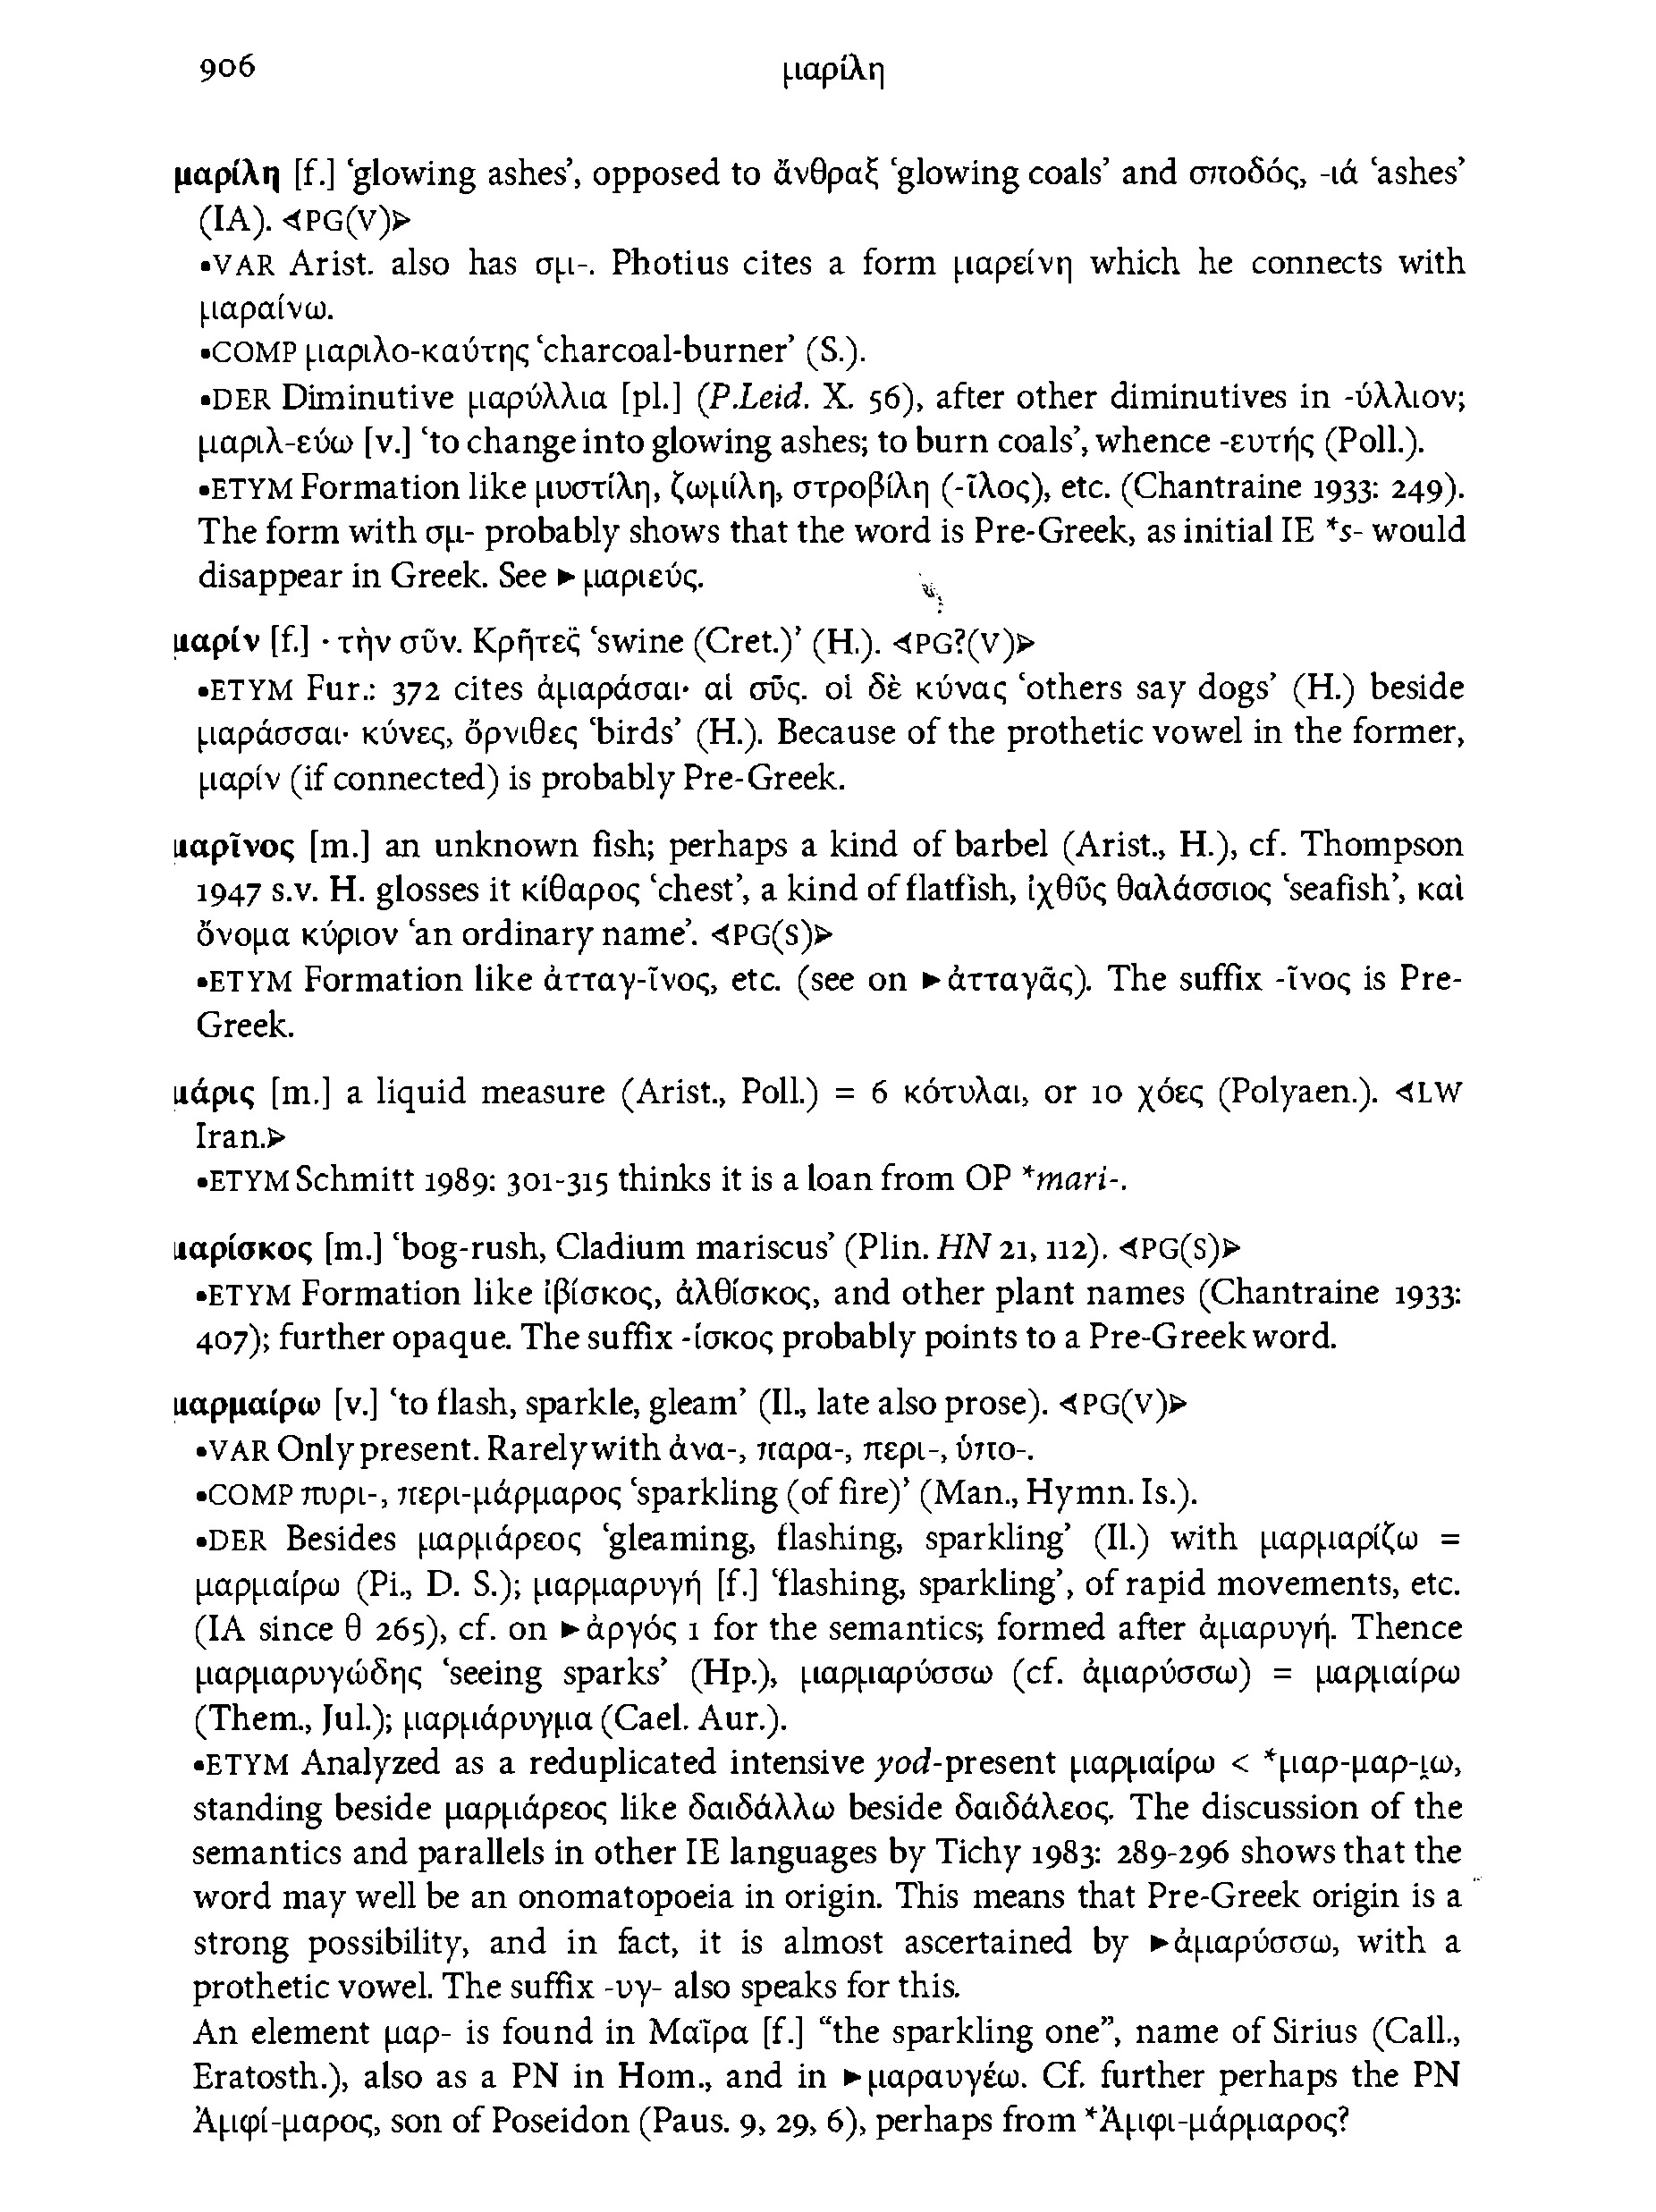 906
μαρίλη
μαρίλη [f.] ‘glowing ashes’, opposed to ἄνθραξ ‘glowing coals’ and σποδός, -ιά ‘ashes’
(IA). ⊲PG(V)⊳
▪VAR Arist. also has σμ-. Photius cites a form μαρείνη which he connects with
μαραίνω.
▪COMP μαριλο-καύτης ‘charcoal-burner’ (S.).
▪DER Diminutive μαρύλλια [pl.] (P.Leid. X. 56), after other diminutives in -ύλλιον;
μαριλ-εύω [v.] ‘to change into glowing ashes; to burn coals’, whence -ευτής (Poll.).
▪ETYM Formation like μυστίλη, ζωμίλη, στροβίλη (-ῖλος), etc. (Chantraine 1933: 249).
The form with σμ- probably shows that the word is Pre-Greek, as initial IE *s- would
disappear in Greek. See ►μαριεύς.
μαρίν [f.] · τὴν σῦν. Κρῆτες ‘swine (Cret.)’ (H.). ⊲PG?(V)⊳
▪ETYM Fur.: 372 cites ἀμαράσαι· αἱ σῦς. οἱ δὲ κύνας ‘others say dogs’ (H.) beside
μαράσσαι· κύνες, ὄρνιθες ‘birds’ (H.). Because of the prothetic vowel in the former,
μαρίν (if connected) is probably Pre-Greek.
μαρῖνος [m.] an unknown fish; perhaps a kind of barbel (Arist., H.), cf. Thompson
1947 s.v. H. glosses it κίθαρος ‘chest’, a kind of flatfish, ἰχθῦς θαλάσσιος ‘seafish’, καὶ
ὄνομα κύριον ‘an ordinary name’. ⊲PG(S)⊳
▪ETYM Formation like ἀτταγ-ῖνος, etc. (see on ►ἀτταγᾶς). The suffix -ῖνος is Pre-
Greek.
μάρις [m.] a liquid measure (Arist., Poll.) = 6 κότυλαι, or 10 χόες (Polyaen.). ⊲LW
Iran.⊳
▪ETYM Schmitt 1989: 301-315 thinks it is a loan from OP *mari-.
μαρίσκος [m.] ‘bog-rush, Cladium mariscus’ (Plin. HN 21, 112). ⊲PG(S)⊳
▪ETYM Formation like ἰβίσκος, ἀλθίσκος, and other plant names (Chantraine 1933:
407); further opaque. The suffix -ίσκος probably points to a Pre-Greek word.
μαρμαίρω [v.] ‘to flash, sparkle, gleam’ (Il., late also prose). ⊲PG(V)⊳
▪VAR Only present. Rarely with ἀνα-, παρα-, περι-, ὑπο-.
▪COMP πυρι-, περι-μάρμαρος ‘sparkling (of fire)’ (Man., Hymn. Is.).
▪DER Besides μαρμάρεος ‘gleaming, flashing, sparkling’ (Il.) with μαρμαρίζω =
μαρμαίρω (Pi., D. S.); μαρμαρυγή [f.] ‘flashing, sparkling’, of rapid movements, etc.
(IA since θ 265), cf. on ►ἀργός 1 for the semantics; formed after ἀμαρυγή. Thence
μαρμαρυγώδης ‘seeing sparks’ (Hp.), μαρμαρύσσω (cf. ἀμαρύσσω) = μαρμαίρω
(Them., Jul.); μαρμάρυγμα (Cael. Aur.).
▪ETYM Analyzed as a reduplicated intensive yod-present μαρμαίρω < *μαρ-μαρ-ι̯ω,
standing beside μαρμάρεος like δαιδάλλω beside δαιδάλεος. The discussion of the
semantics and parallels in other IE languages by Tichy 1983: 289-296 shows that the
word may well be an onomatopoeia in origin. This means that Pre-Greek origin is a
strong possibility, and in fact, it is almost ascertained by ►ἀμαρύσσω, with a
prothetic vowel. The suffix -υγ- also speaks for this.
An element μαρ- is found in Μαῖρα [f.] “the sparkling one”, name of Sirius (Call.,
Eratosth.), also as a PN in Hom., and in ►μαραυγέω. Cf. further perhaps the PN
Ἀμφί-μαρος, son of Poseidon (Paus. 9, 29, 6), perhaps from *Ἀμφι-μάρμαρος?